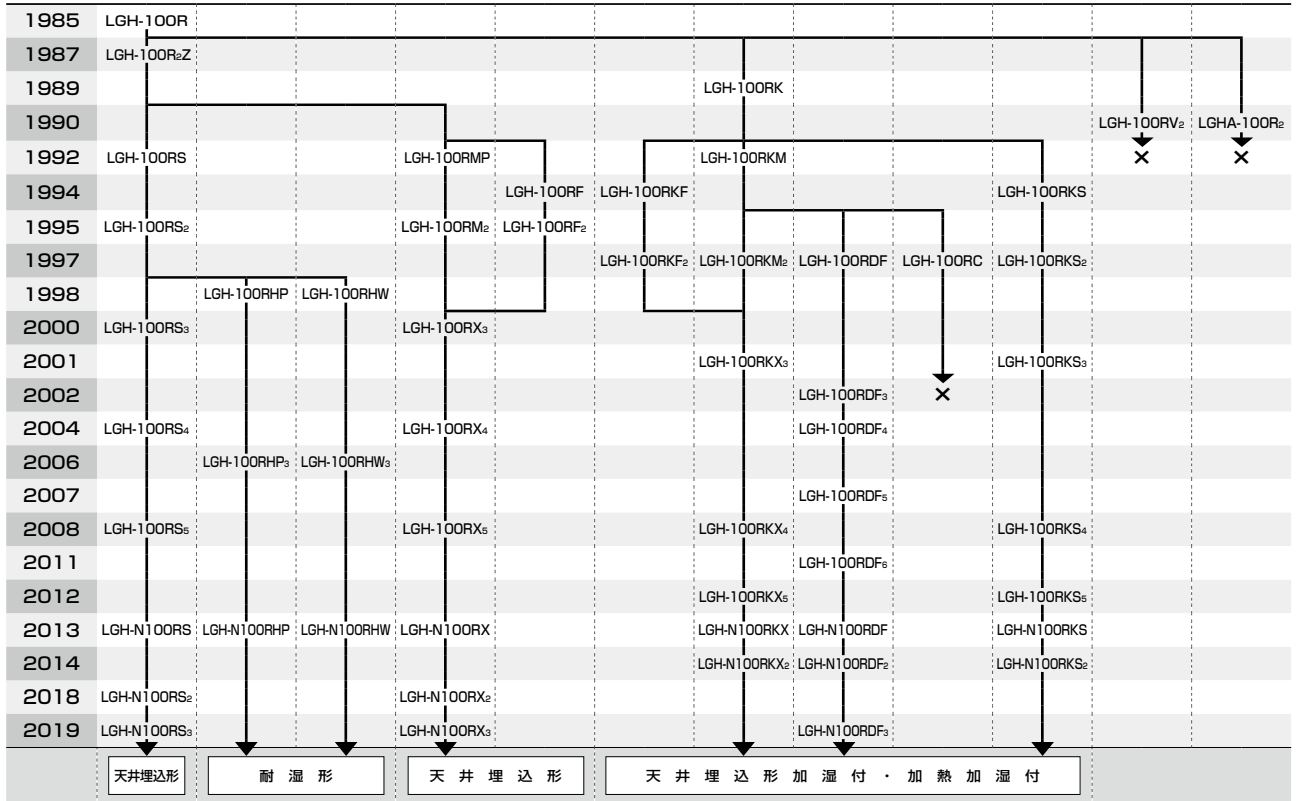 1985 LGH-100R
1987 LGH-100R2Z
1989 LGH-100RK
1990 LGH-100RV2 LGHA-100R2
1992 LGH-100RS LGH-100RMP LGH-100RKM × ×
1994 LGH-100RF LGH-100RKF LGH-100RKS
1995 LGH-100RS2 LGH-100RM2 LGH-100RF2
1997 LGH-100RKF2 LGH-100RKM2 LGH-100RDF LGH-100RC LGH-100RKS2
1998 LGH-100RHP LGH-100RHW
2000 LGH-100RS3 LGH-100RX3
2001 LGH-100RKX3 LGH-100RKS3
2002 LGH-100RDF3 ×
2004 LGH-100RS4 LGH-100RX4 LGH-100RDF4
2006 LGH-100RHP3 LGH-100RHW3
2007 LGH-100RDF5
2008 LGH-100RS5 LGH-100RX5 LGH-100RKX4 LGH-100RKS4
2011 LGH-100RDF6
2012 LGH-100RKX5 LGH-100RKS5
2013 LGH-N100RS LGH-N100RHP LGH-N100RHW LGH-N100RX LGH-N100RKX LGH-N100RDF LGH-N100RKS
2014 LGH-N100RKX2 LGH-N100RDF2 LGH-N100RKS2
2018 LGH-N100RS2 LGH-N100RX2
2019 LGH-N100RS3 LGH-N100RX3 LGH-N100RDF3
天井埋込形 耐湿形 天井埋込形 天井埋込形加湿付・加熱加湿付